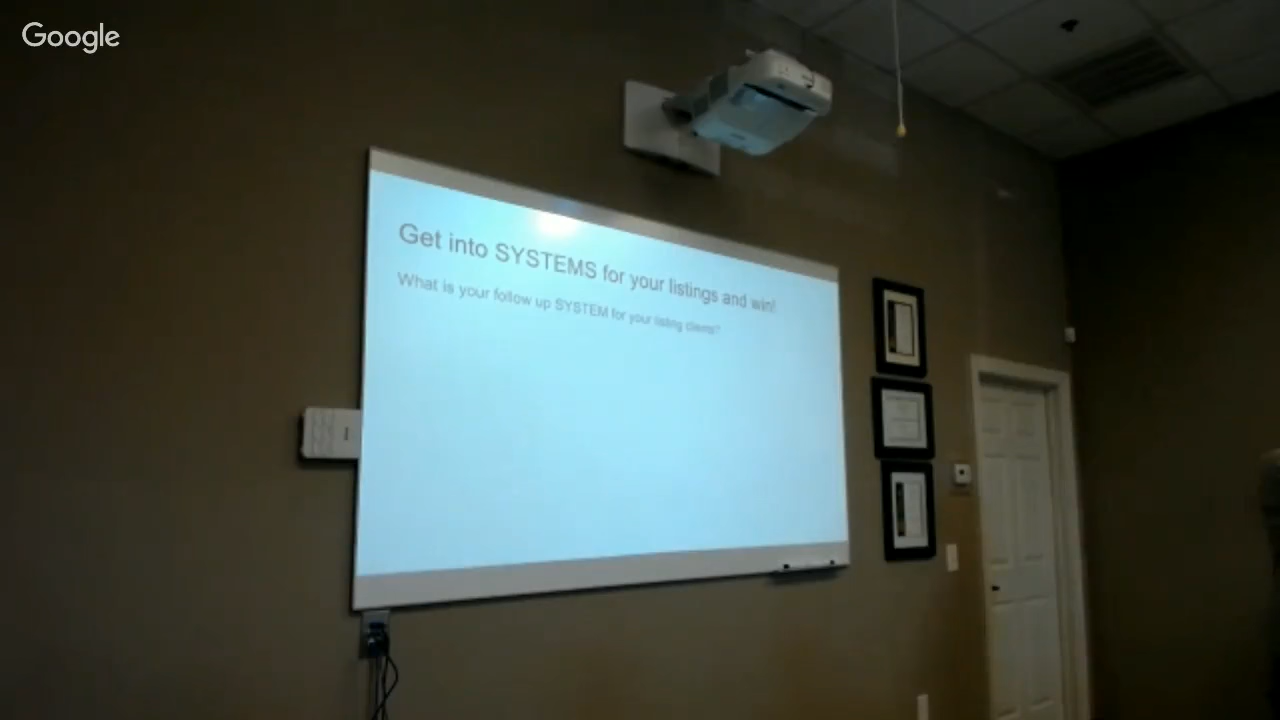 Google
Get into SYSTEMS for your listings and win!
What is your follow up SYSTEM for your listing clients?